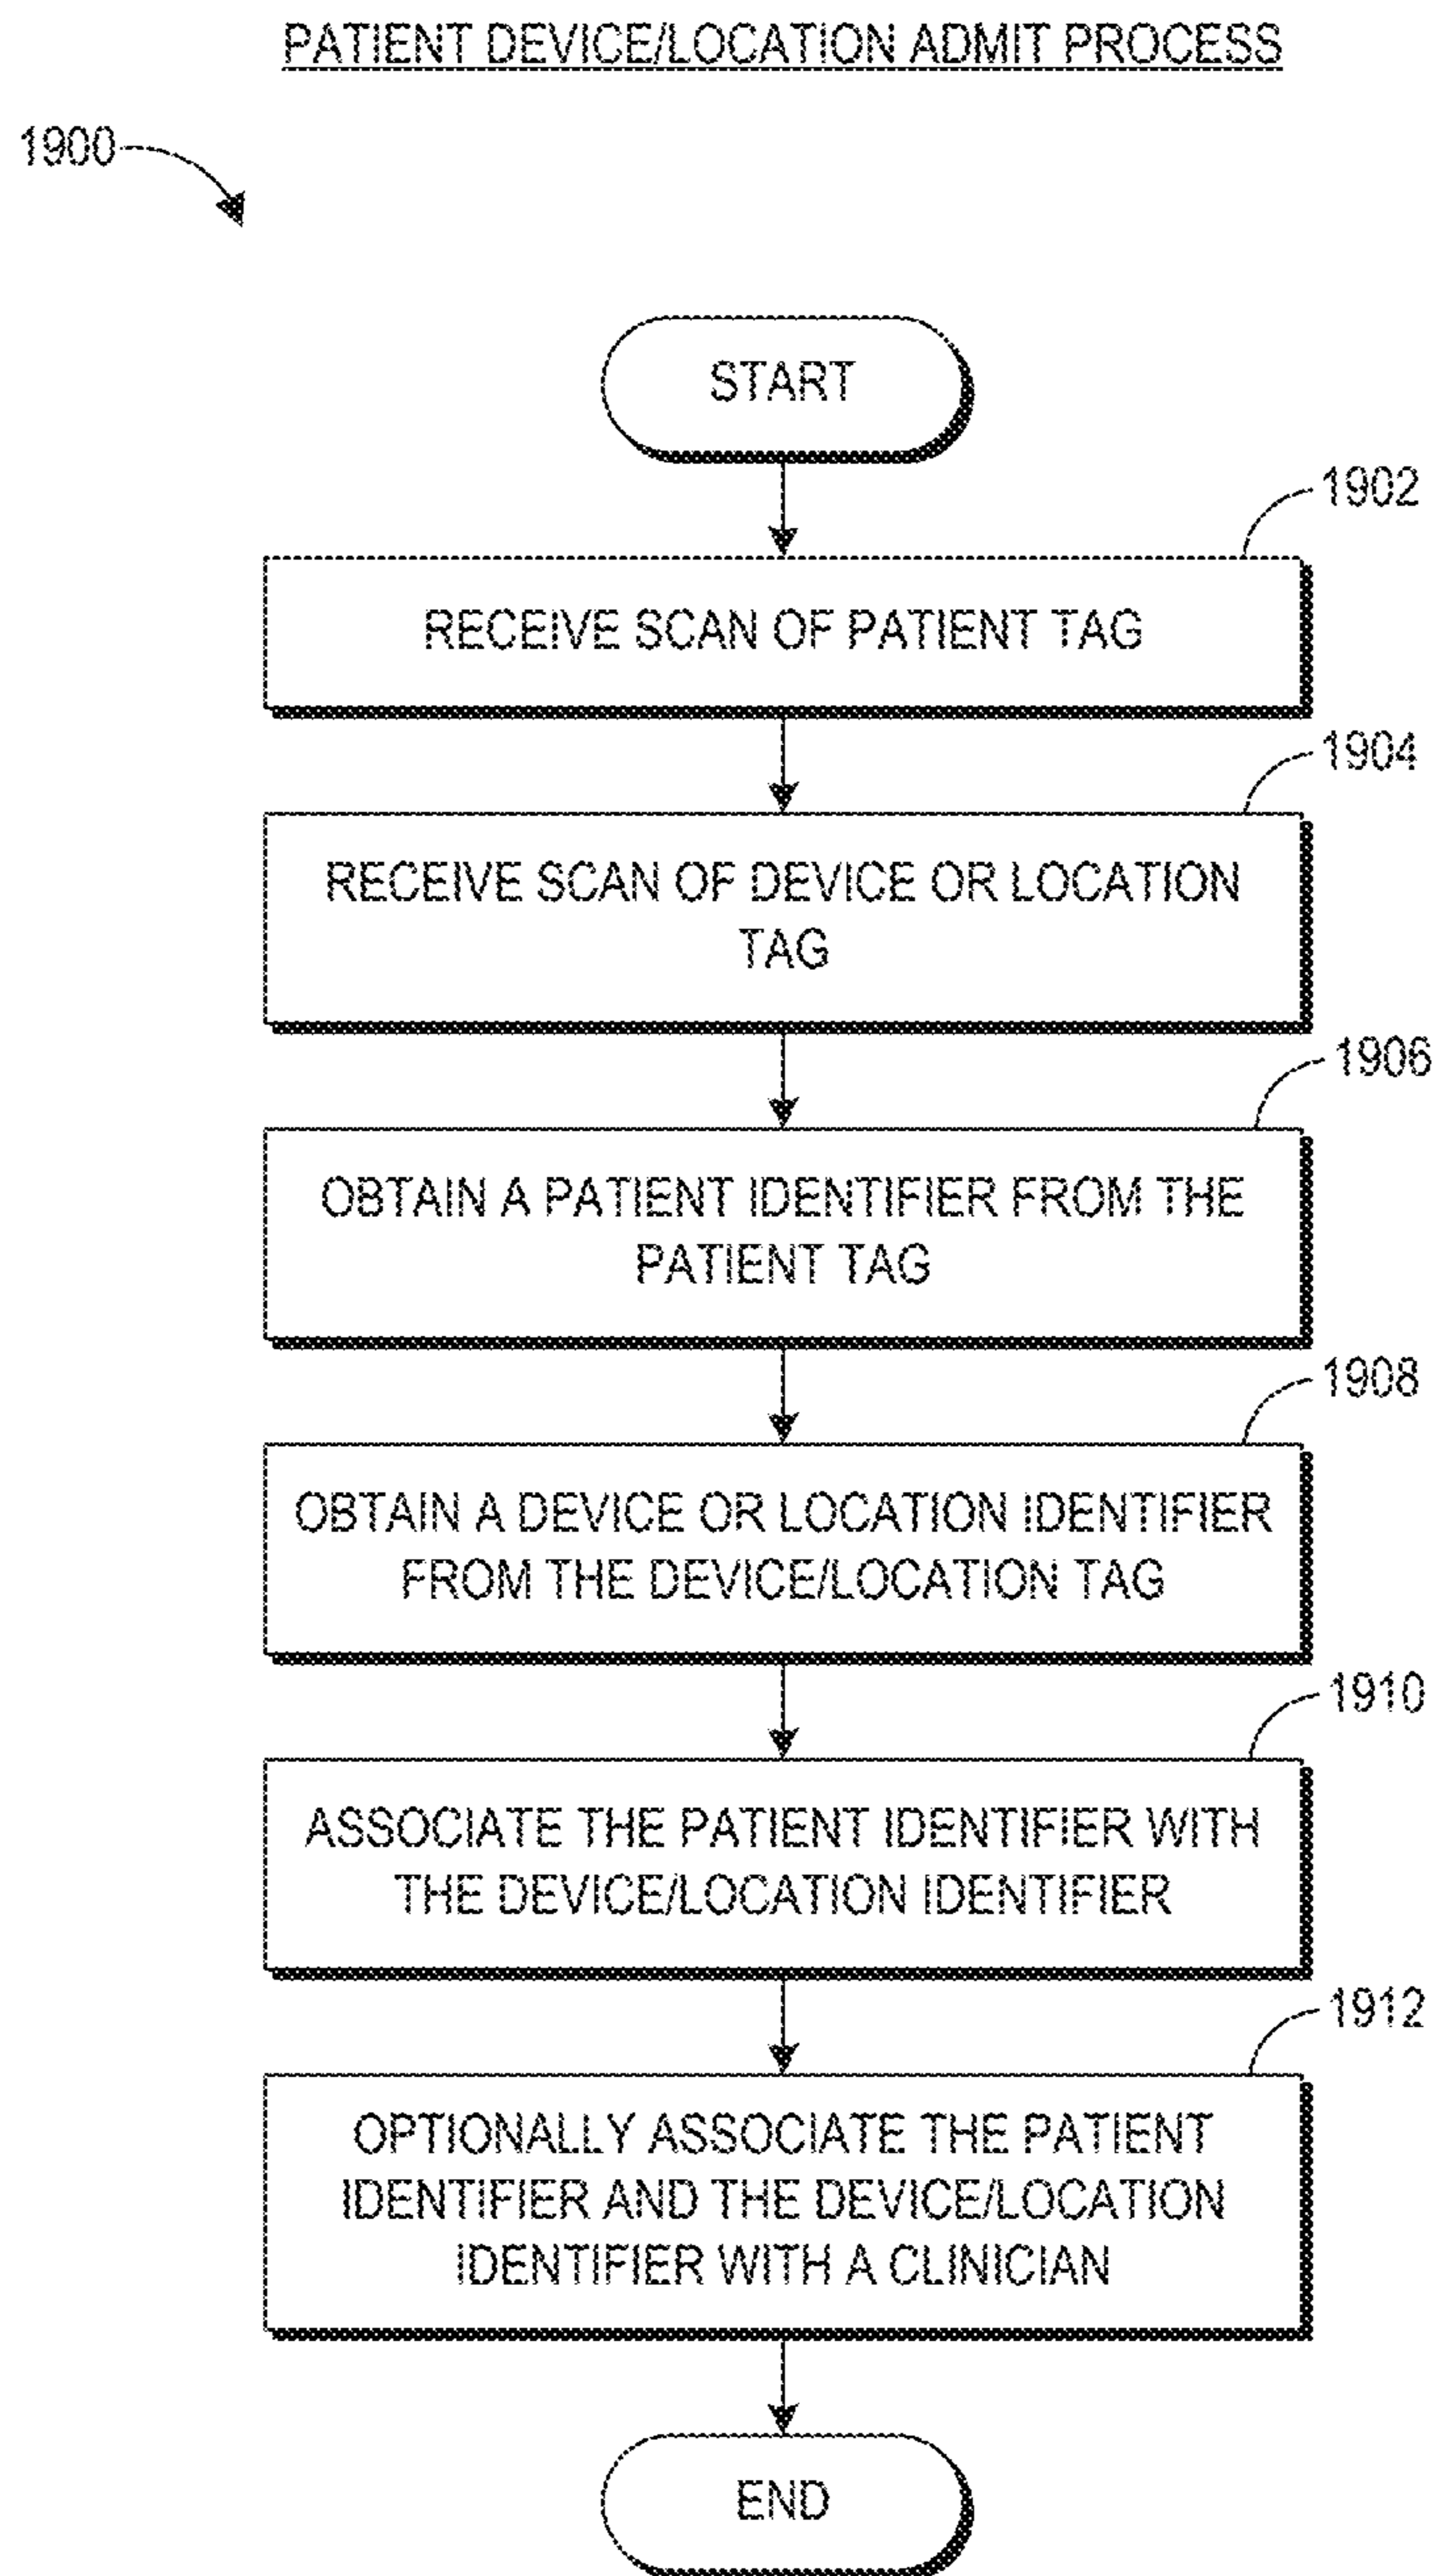 PATIENT DEVICE/LOCATION ADMIT PROCESS
1900
START
1902
RECEIVE SCAN OF PATIENT TAG
1904
RECEIVE SCAN OF DEVICE OR LOCATION
TAG
1906
OBTAIN A PATIENT IDENTIFIER FROM THE
PATIENT TAG
1908
OBTAIN A DEVICE OR LOCATION IDENTIFIER
FROM THE DEVICE/LOCATION TAG
1910
ASSOCIATE THE PATIENT IDENTIFIER WITH
THE DEVICE/LOCATION IDENTIFIER
1912
OPTIONALLY ASSOCIATE THE PATIENT
IDENTIFIER AND THE DEVICE/LOCATION
IDENTIFIER WITH A CLINICIAN
END